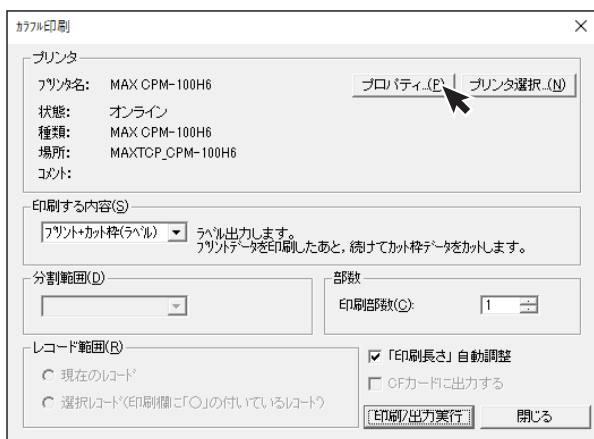 ｶﾗﾌﾙ印刷
プリンタ
ﾌﾟﾘﾝﾀ名: MAX CPM-100H6 プロパティ...(P) プリンタ選択...(N)
状態: オンライン
種類: MAX CPM-100H6
場所: MAXTCP_CPM-100H6
ｺﾒﾝﾄ:
印刷する内容(S)
ﾌﾟﾘﾝﾄ+ｶｯﾄ枠(ﾗﾍﾞﾙ) ﾗﾍﾞﾙ出力します。
ﾌﾟﾘﾝﾄﾃﾞｰﾀを印刷したあと，続けてｶｯﾄ枠ﾃﾞｰﾀをｶｯﾄします。
分割範囲(D) 部数
印刷部数(C): 1
レコード範囲(R)
現在のﾚｺｰﾄﾞ
選択ﾚｺｰﾄﾞ(印刷欄に「○」の付いているﾚｺｰﾄﾞ)
「印刷長さ」自動調整
CFカードに出力する
印刷/出力実行 閉じる